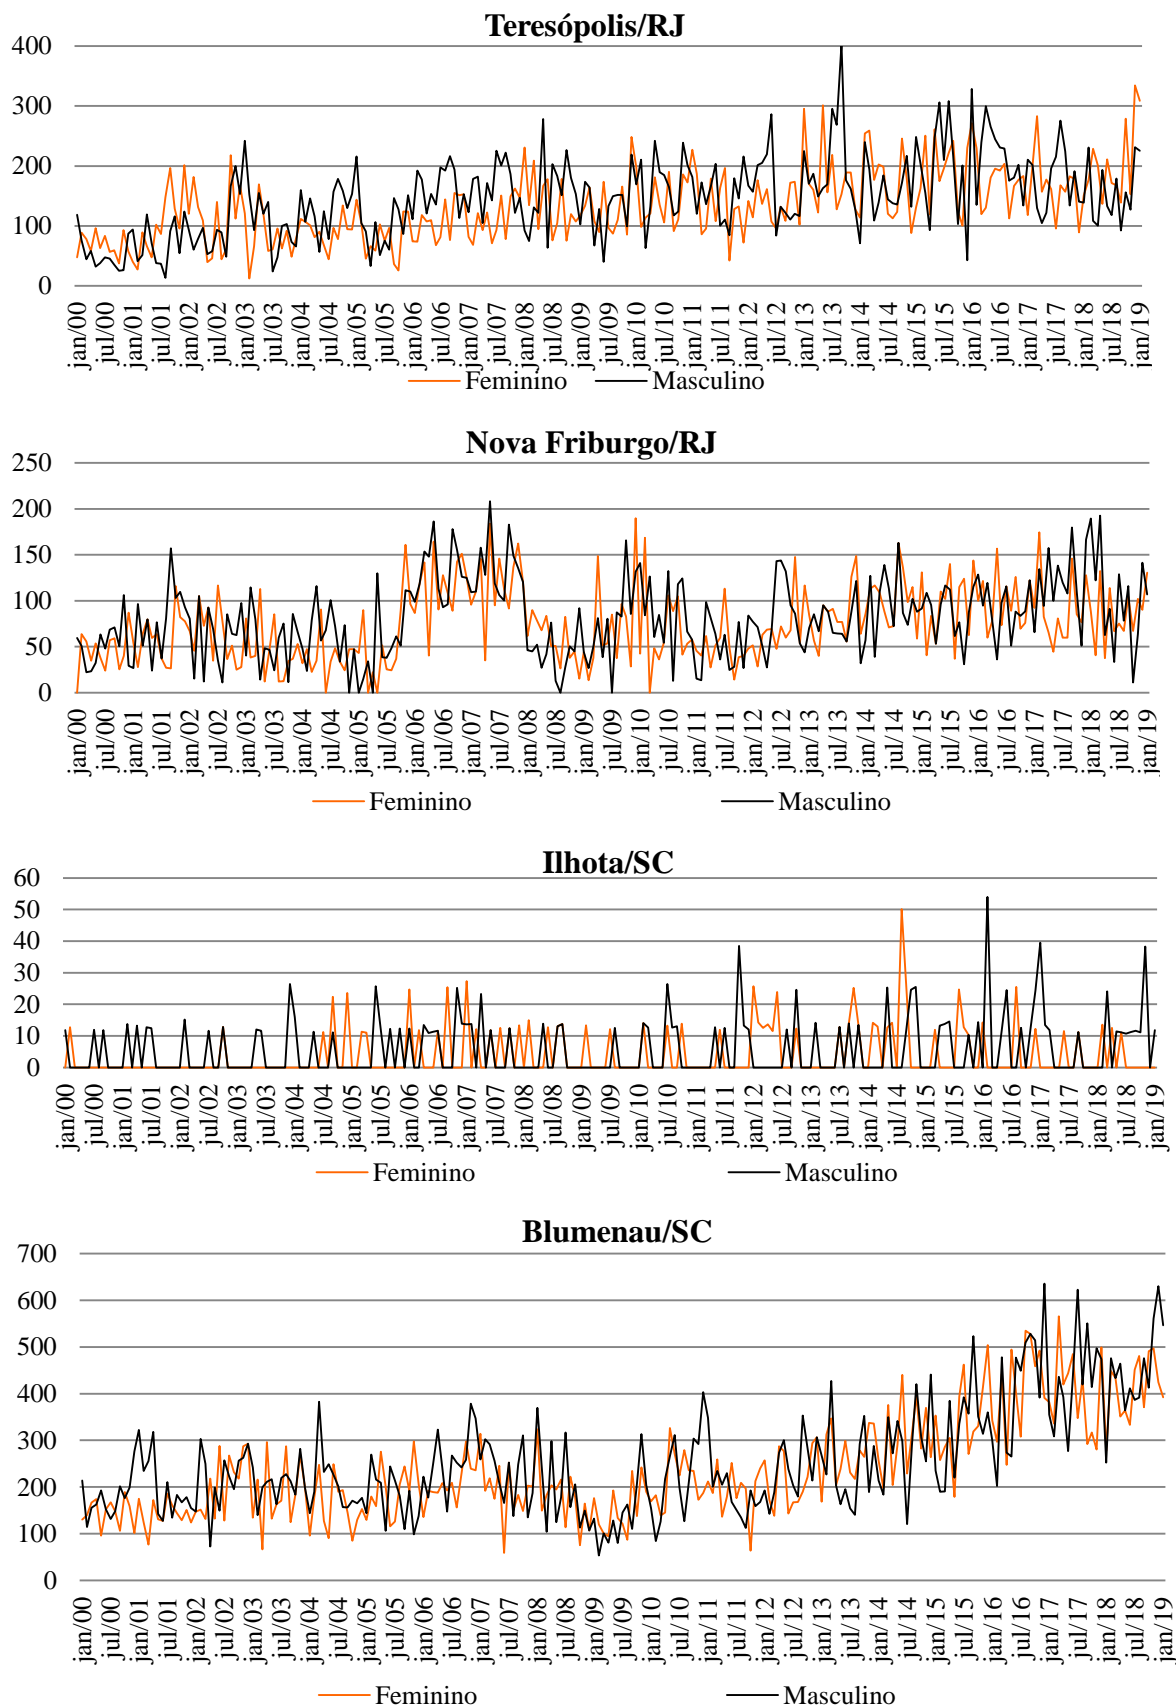 Teresópolis/RJ
400
300
200
100
0
jan/00 jul/00 jan/01 jul/01 jan/02 jul/02 jan/03 jul/03 jan/04 jul/04 jan/05 jul/05 jan/06 jul/06 jan/07 jul/07 jan/08 jul/08 jan/09 jul/09 jan/10 jul/10 jan/11 jul/11 jan/12 jul/12 jan/13 jul/13 jan/14 jul/14 jan/15 jul/15 jan/16 jul/16 jan/17 jul/17 jan/18 jul/18 jan/19
Feminino Masculino
Nova Friburgo/RJ
250
200
150
100
50
0
jan/00 jul/00 jan/01 jul/01 jan/02 jul/02 jan/03 jul/03 jan/04 jul/04 jan/05 jul/05 jan/06 jul/06 jan/07 jul/07 jan/08 jul/08 jan/09 jul/09 jan/10 jul/10 jan/11 jul/11 jan/12 jul/12 jan/13 jul/13 jan/14 jul/14 jan/15 jul/15 jan/16 jul/16 jan/17 jul/17 jan/18 jul/18 jan/19
Feminino Masculino
Ilhota/SC
60
50
40
30
20
10
0
jan/00 jul/00 jan/01 jul/01 jan/02 jul/02 jan/03 jul/03 jan/04 jul/04 jan/05 jul/05 jan/06 jul/06 jan/07 jul/07 jan/08 jul/08 jan/09 jul/09 jan/10 jul/10 jan/11 jul/11 jan/12 jul/12 jan/13 jul/13 jan/14 jul/14 jan/15 jul/15 jan/16 jul/16 jan/17 jul/17 jan/18 jul/18 jan/19
Feminino Masculino
Blumenau/SC
700
600
500
400
300
200
100
0
jan/00 jul/00 jan/01 jul/01 jan/02 jul/02 jan/03 jul/03 jan/04 jul/04 jan/05 jul/05 jan/06 jul/06 jan/07 jul/07 jan/08 jul/08 jan/09 jul/09 jan/10 jul/10 jan/11 jul/11 jan/12 jul/12 jan/13 jul/13 jan/14 jul/14 jan/15 jul/15 jan/16 jul/16 jan/17 jul/17 jan/18 jul/18 jan/19
Feminino Masculino